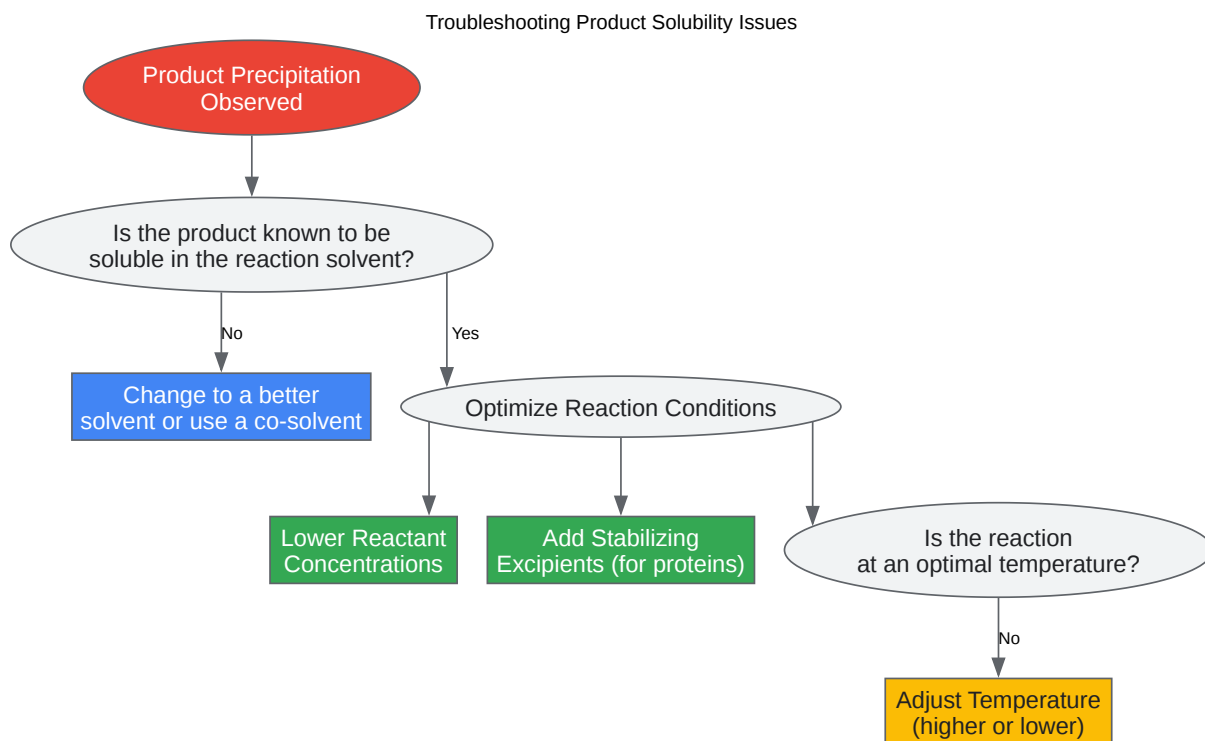 Troubleshooting Product Solubility Issues
Product Precipitation
Observed
Is the product known to be
soluble in the reaction solvent?
No
Yes
Change to a better
solvent or use a co-solvent
Optimize Reaction Conditions
Lower Reactant
Concentrations
Add Stabilizing
Excipients (for proteins)
Is the reaction
at an optimal temperature?
No
Adjust Temperature
(higher or lower)